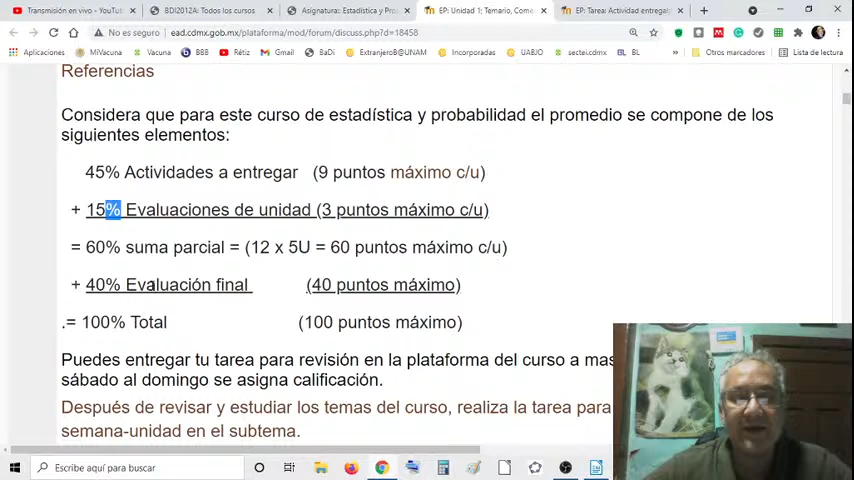 Transmisión en vivo - YouTub
BDI2012A: Todos los cursos
Asignatura: Estadística y Pro
EP: Unidad 1; Temario, Come
EP: Tarea: Actividad entregal
No es seguro
ead.cdmx.gob.mx/plataforma/mod/forum/discuss.php?d=18458
Aplicaciones
MiVacuna
Vacuna
BBB
Rétiz
Gmail
ExtranjeroB@UNAM
Incorporadas
UABJO
sectei.cdmx
BL
BL
BaDi
»
Otros marcadores
Lista de lectura
Referencias
Considera que para este curso de estadística y probabilidad el promedio se compone de los
siguientes elementos:
45% Actividades a entregar (9 puntos máximo c/u)
+ 15% Evaluaciones de unidad (3 puntos máximo c/u)
= 60% suma parcial = (12 x 5U = 60 puntos máximo c/u)
+ 40% Evaluación final (40 puntos máximo)
.= 100% Total (100 puntos máximo)
Puedes entregar tu tarea para revisión en la plataforma del curso a mas
sábado al domingo se asigna calificación.
Después de revisar y estudiar los temas del curso, realiza la tarea para
semana-unidad en el subtema.
Escribe aquí para buscar